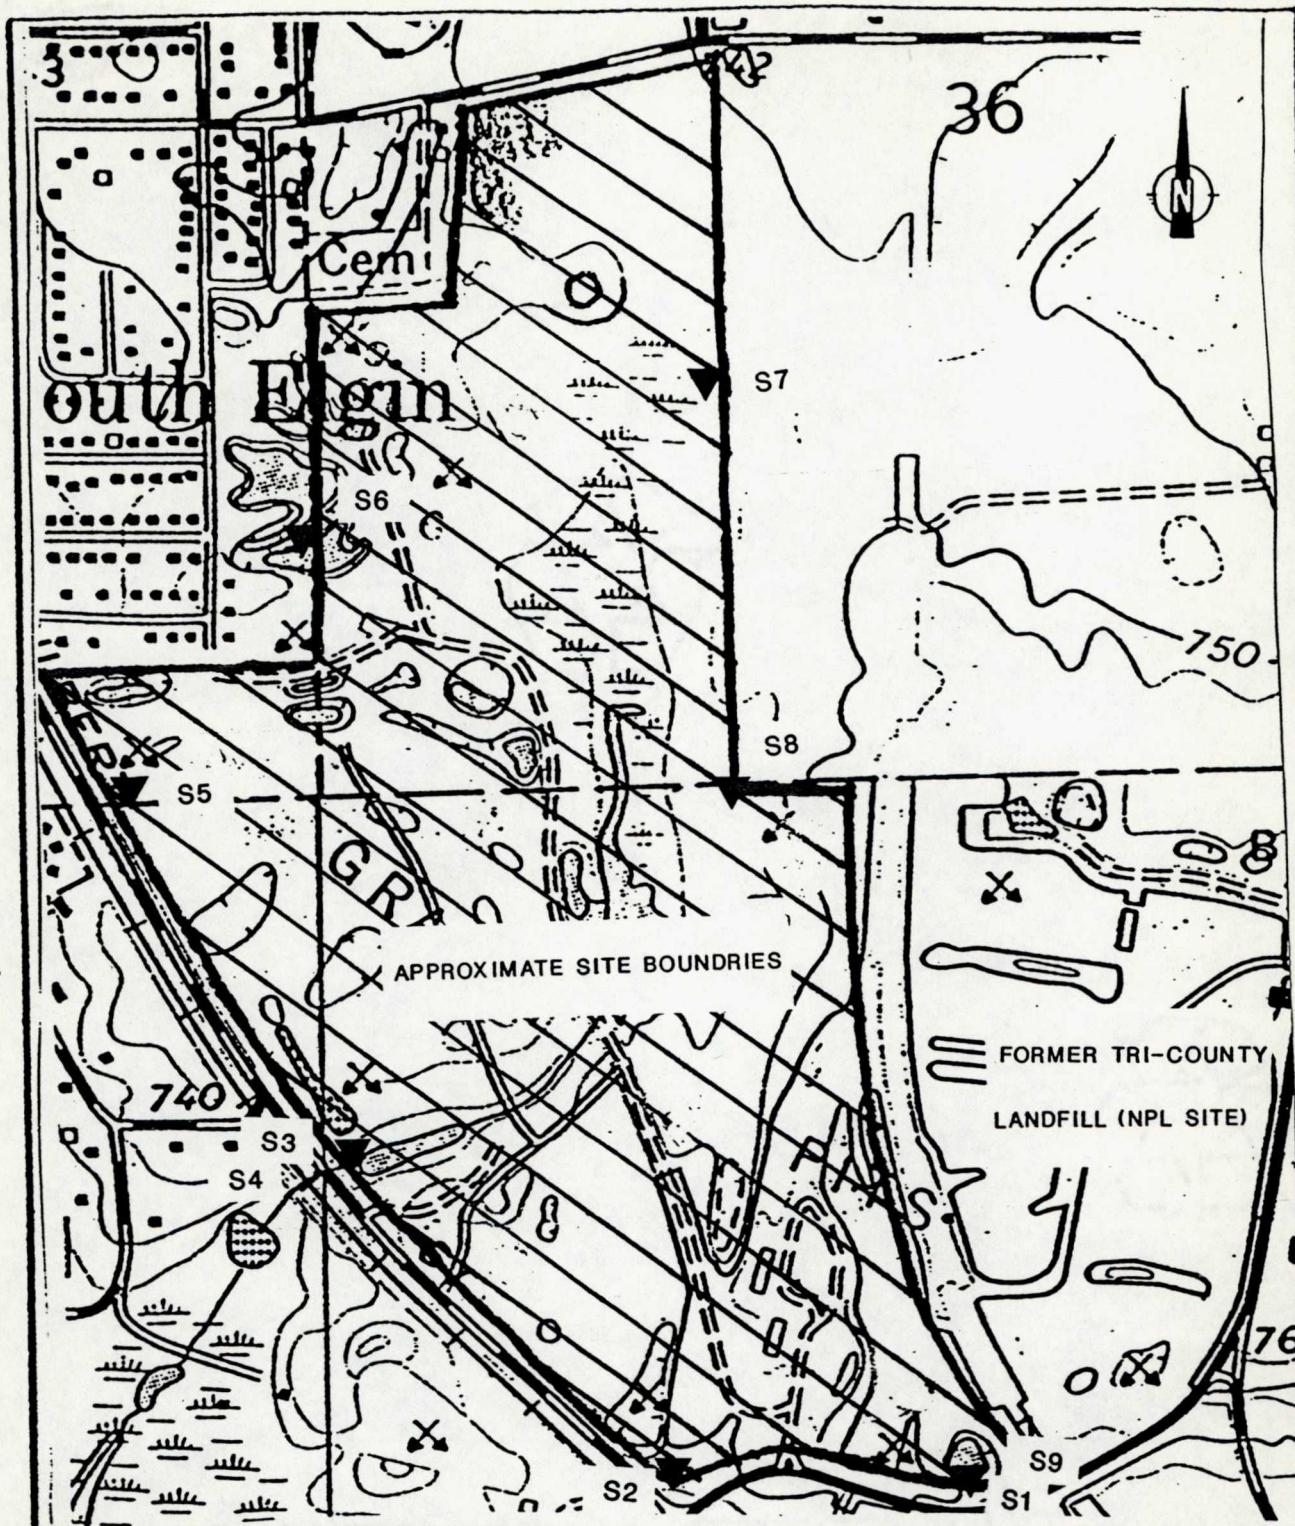 3
36
N
Cem
outh Elgin
S7
S6
750
S8
S5
GR
APPROXIMATE SITE BOUNDRIES
FORMER TRI-COUNTY
LANDFILL (NPL SITE)
740
S3
S4
PITS
76
S9
S2
S1